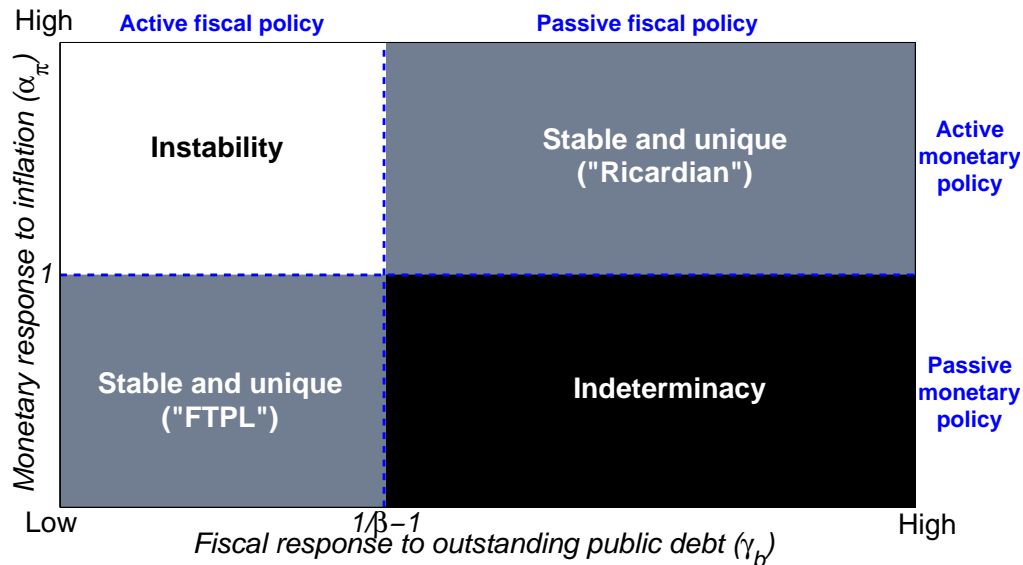 High
Active fiscal policy
Passive fiscal policy
Monetary response to inflation (α_π)
Instability
Stable and unique
("Ricardian")
Active
monetary
policy
1
Stable and unique
("FTPL")
Indeterminacy
Passive
monetary
policy
Low
1/β−1
High
Fiscal response to outstanding public debt (γ_b)